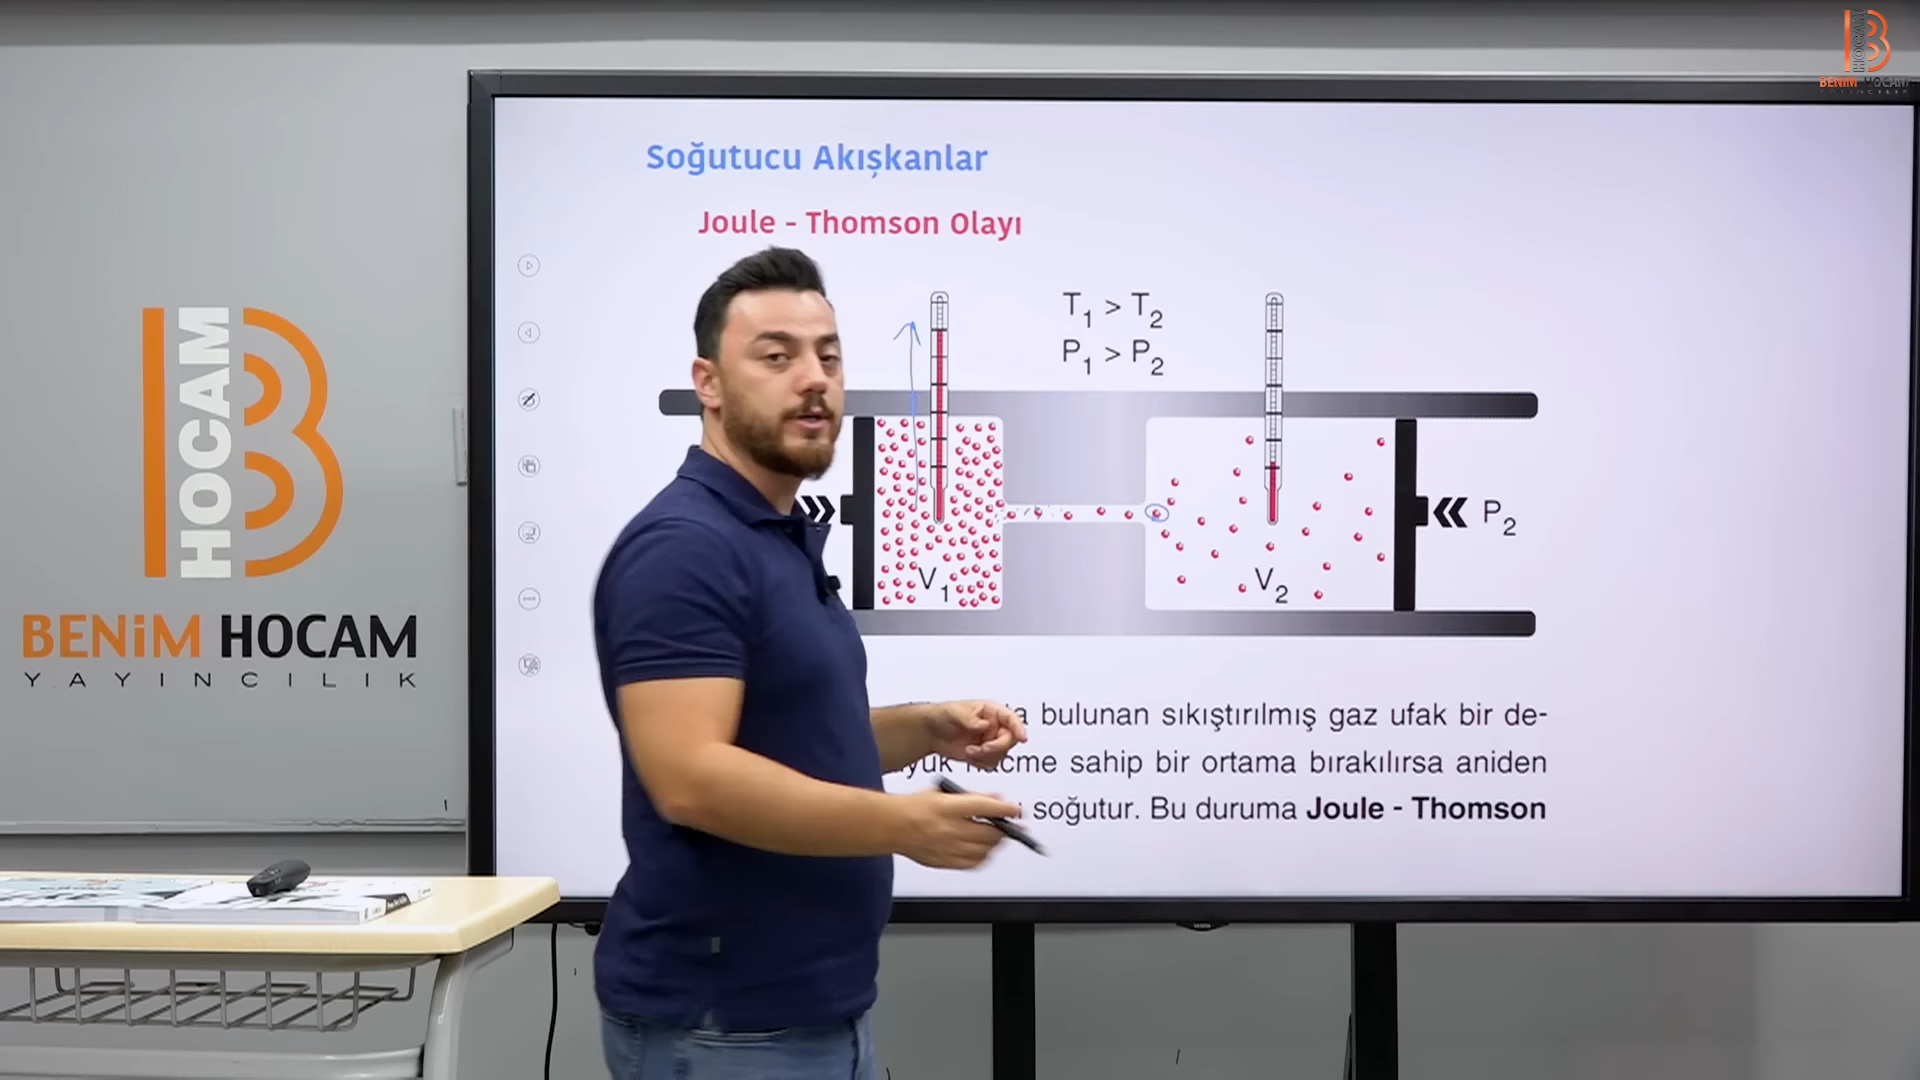 BENİM HOCAM
YAYINCILIK
HOCAM
BENİM HOCAM
YAYINCILIK
Soğutucu Akışkanlar
Joule - Thomson Olayı
T1 > T2
P1 > P2
P2
V1
V2
bulunan sıkıştırılmış gaz ufak bir de-
hacme sahip bir ortama bırakılırsa aniden
soğutur. Bu duruma Joule - Thomson